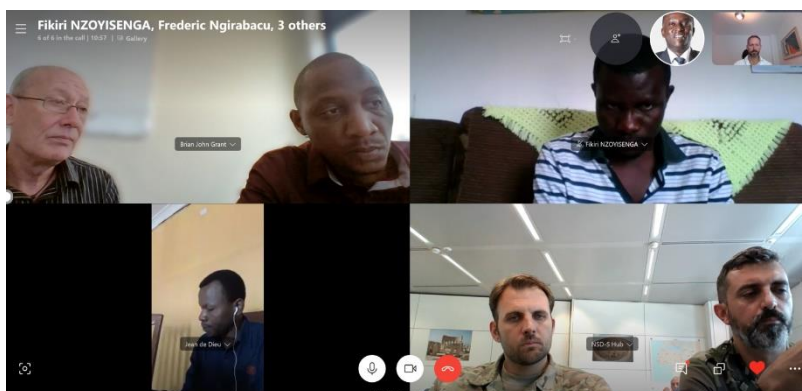 Fikiri NZOYISENGA, Frederic Ngirabacu, 3 others
6 of 6 in the call | 18:57 | Gallery
Brian John Grant
Fikiri NZOYISENGA
Jean de Dieu
NSD-S Hub